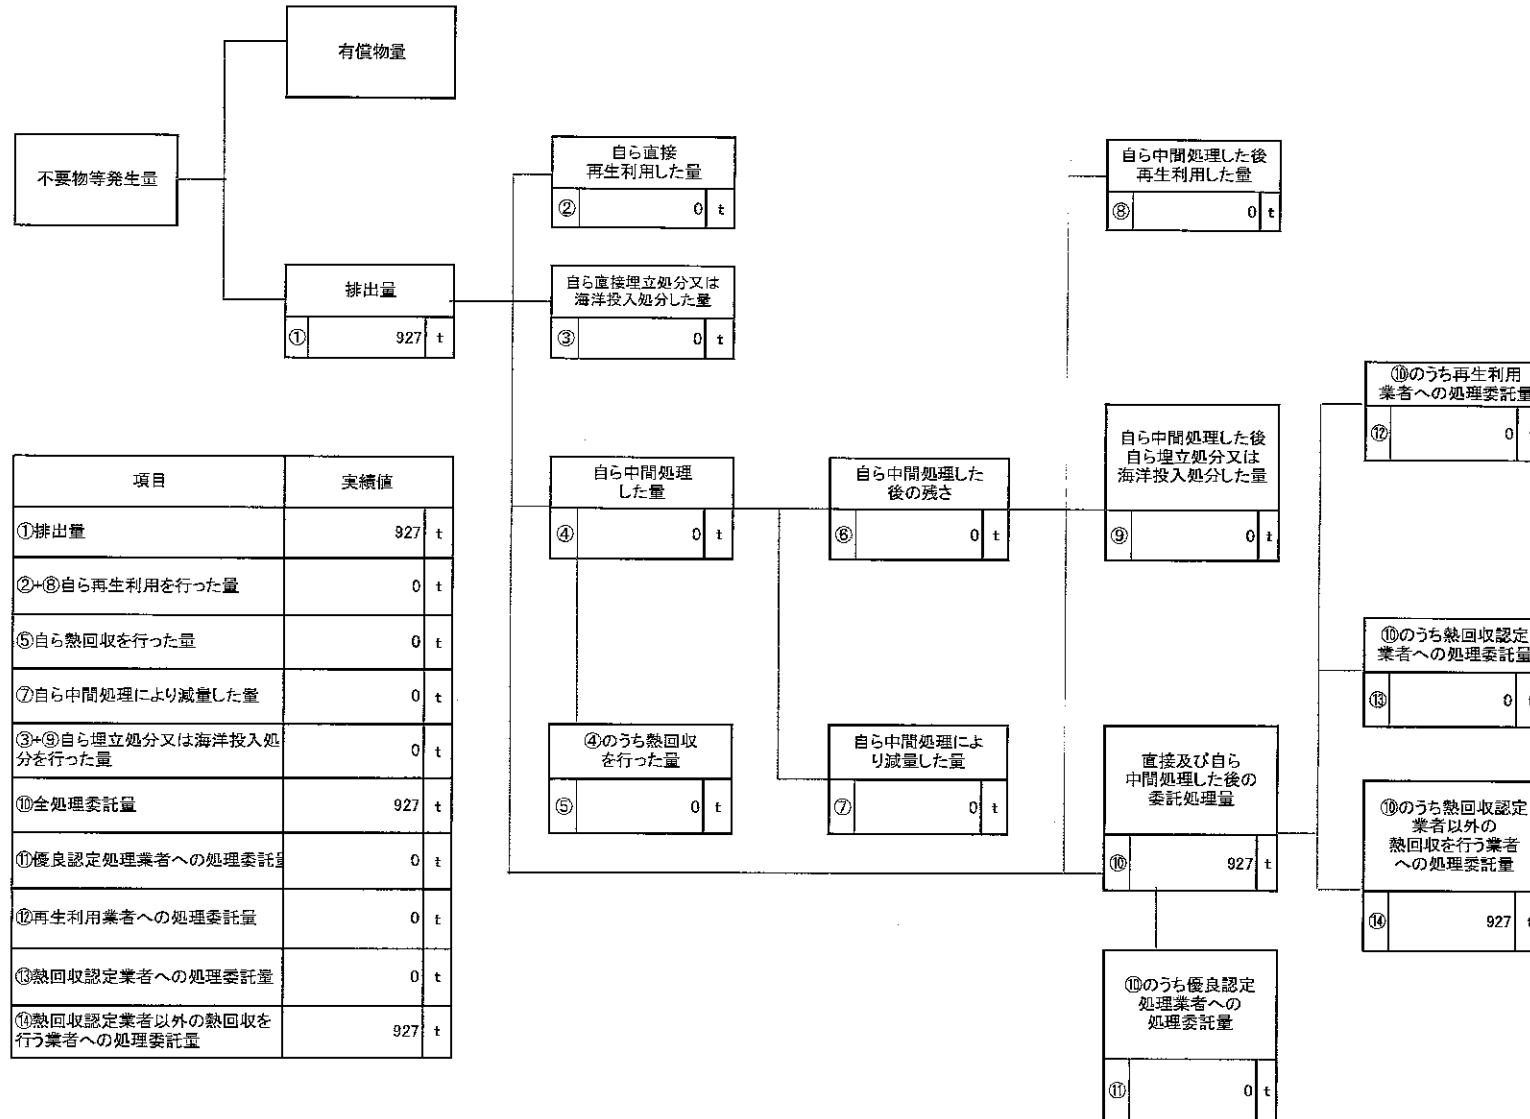 有償物量
不要物等発生量
排出量
① 927 t
自ら直接
再生利用した量
② 0 t
自ら直接埋立処分又は
海洋投入処分した量
③ 0 t
自ら中間処理
した量
④ 0 t
④のうち熱回収
を行った量
⑤ 0 t
自ら中間処理した
後の残さ
⑥ 0 t
自ら中間処理によ
り減量した量
⑦ 0 t
自ら中間処理した後
再生利用した量
⑧ 0 t
自ら中間処理した後
自ら埋立処分又は
海洋投入処分した量
⑨ 0 t
直接及び自ら
中間処理した後の
委託処理量
⑩ 927 t
⑩のうち優良認定
処理業者への
処理委託量
⑪ 0 t
⑩のうち再生利用
業者への処理委託量
⑫ 0
⑩のうち熱回収認定
業者への処理委託量
⑬ 0 t
⑩のうち熱回収認定
業者以外の
熱回収を行う業者
への処理委託量
⑭ 927 t
項目 実績値
①排出量 927 t
②+⑧自ら再生利用を行った量 0 t
⑤自ら熱回収を行った量 0 t
⑦自ら中間処理により減量した量 0 t
③+⑨自ら埋立処分又は海洋投入処
分を行った量 0 t
⑩全処理委託量 927 t
⑪優良認定処理業者への処理委託量 0 t
⑫再生利用業者への処理委託量 0 t
⑬熱回収認定業者への処理委託量 0 t
⑭熱回収認定業者以外の熱回収を
行う業者への処理委託量 927 t